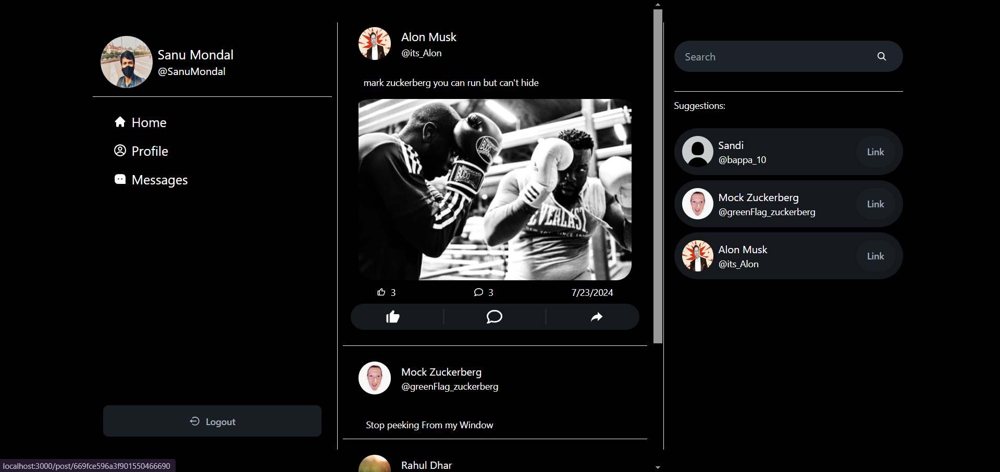 Sanu Mondal
@SanuMondal
Home
Profile
Messages
Logout
Alon Musk
@its_Alon
mark zuckerberg you can run but can't hide
BUDO
BUDO
EVERLAST
3
3
7/23/2024
Mock Zuckerberg
@greenFlag_zuckerberg
Stop peeking From my Window
Rahul Dhar
Search
Suggestions:
Sandi
@bappa_10
Link
Mock Zuckerberg
@greenFlag_zuckerberg
Link
Alon Musk
@its_Alon
Link
localhost:3000/post/669fce596a3f901550466690